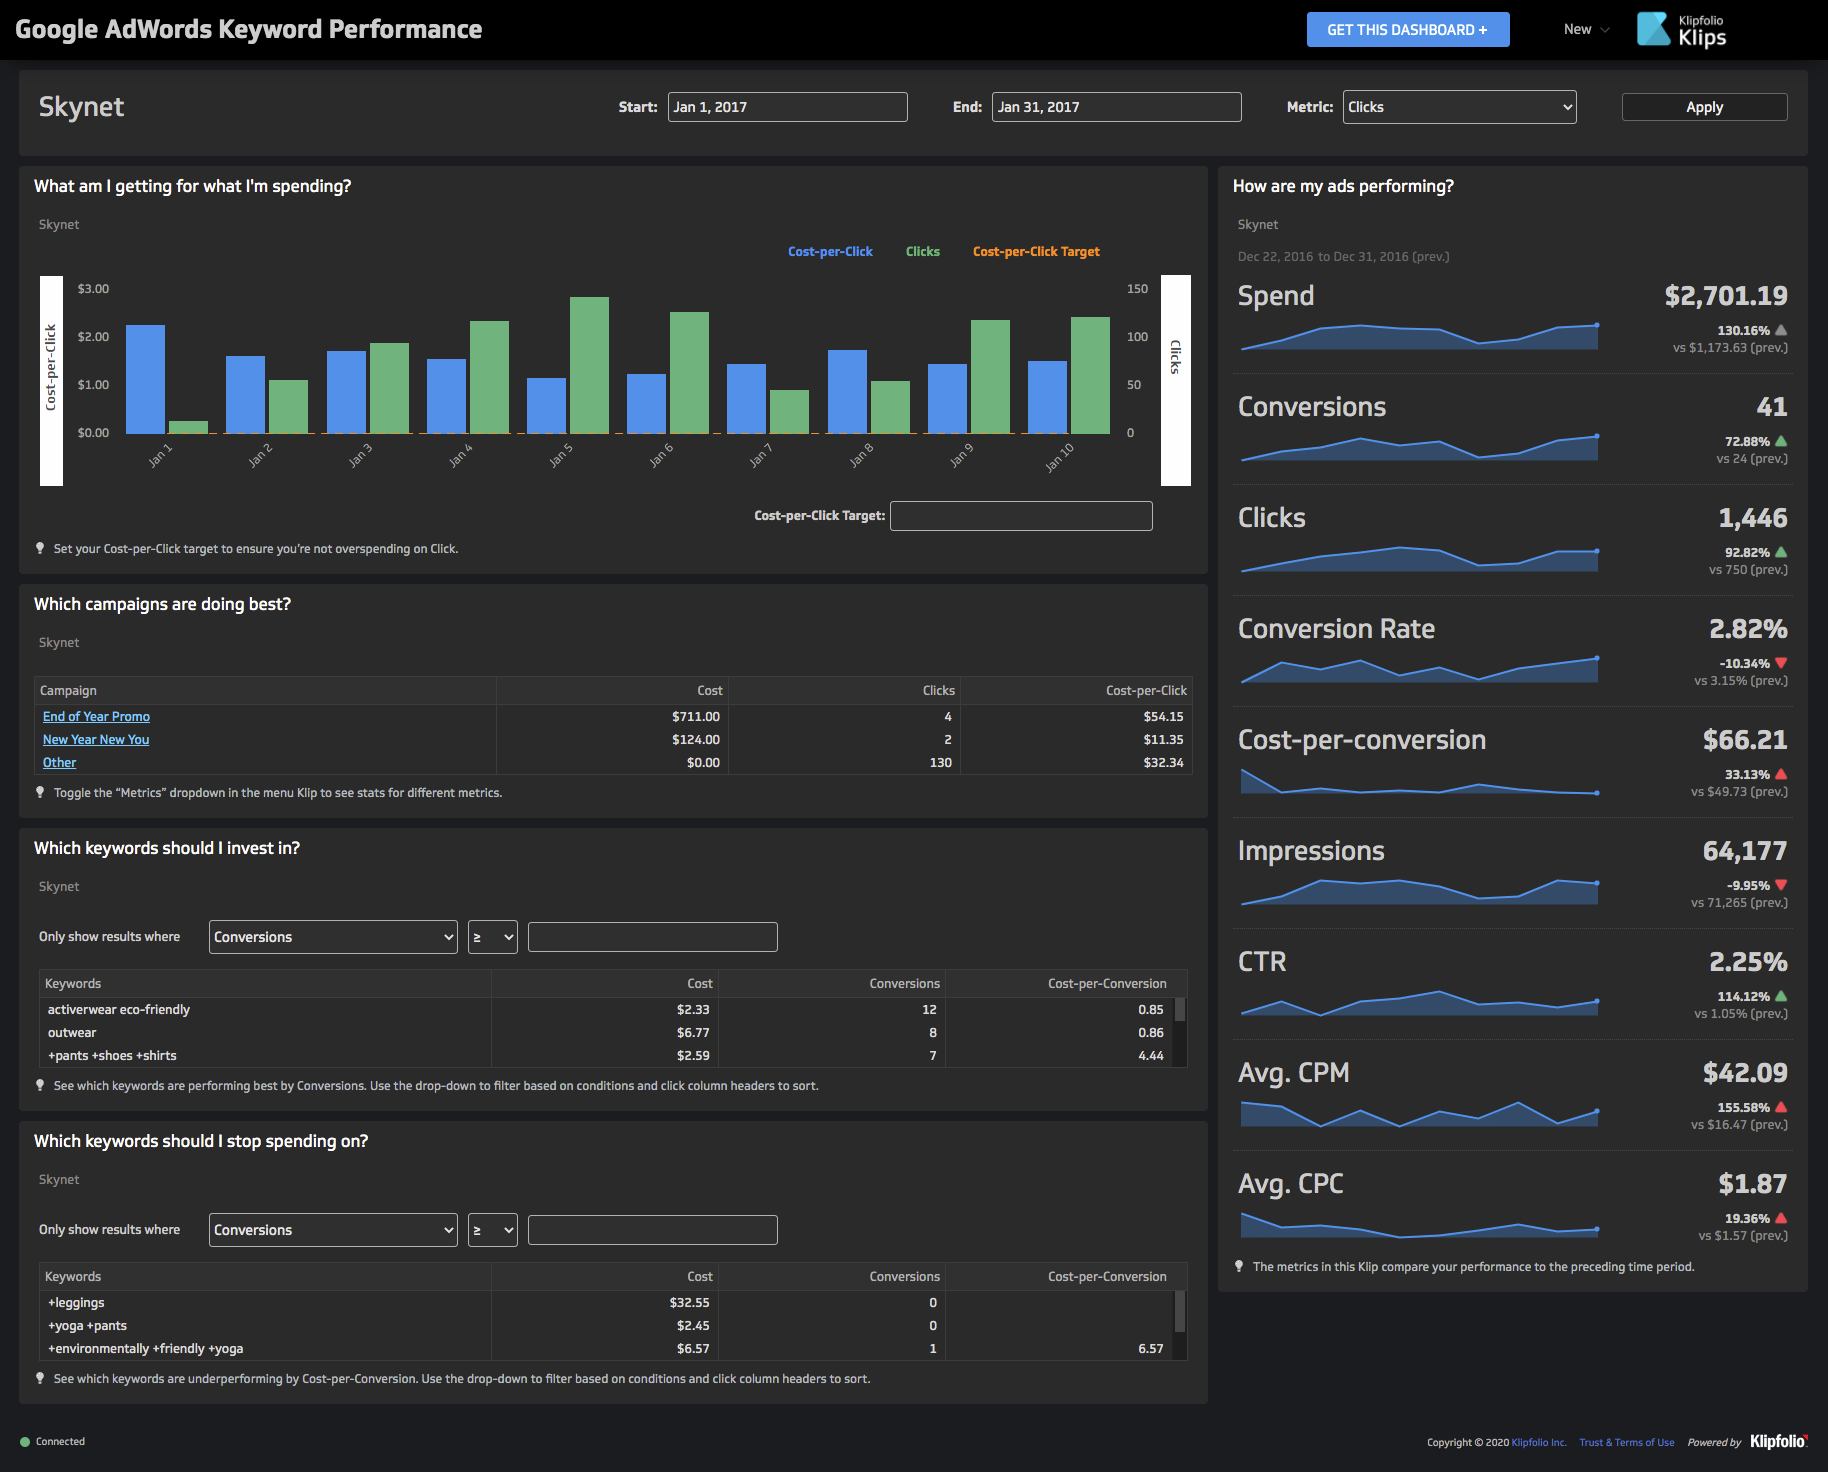 Google AdWords Keyword Performance
GET THIS DASHBOARD +
New
Klipfolio
Klips
Skynet
Start: Jan 1, 2017
End: Jan 31, 2017
Metric: Clicks
Apply
What am I getting for what I'm spending?
Skynet
Cost-per-Click Clicks Cost-per-Click Target
Cost-per-Click
$3.00
$2.00
$1.00
$0.00
150
100
50
0
Clicks
Jan 1 Jan 2 Jan 3 Jan 4 Jan 5 Jan 6 Jan 7 Jan 8 Jan 9 Jan 10
Cost-per-Click Target:
Set your Cost-per-Click target to ensure you're not overspending on Click.
Which campaigns are doing best?
Skynet
Campaign Cost Clicks Cost-per-Click
End of Year Promo $711.00 4 $54.15
New Year New You $124.00 2 $11.35
Other $0.00 130 $32.34
Toggle the “Metrics” dropdown in the menu Klip to see stats for different metrics.
Which keywords should I invest in?
Skynet
Only show results where Conversions ≥
Keywords Cost Conversions Cost-per-Conversion
activerwear eco-friendly $2.33 12 0.85
outwear $6.77 8 0.86
+pants +shoes +shirts $2.59 7 4.44
See which keywords are performing best by Conversions. Use the drop-down to filter based on conditions and click column headers to sort.
Which keywords should I stop spending on?
Skynet
Only show results where Conversions ≥
Keywords Cost Conversions Cost-per-Conversion
+leggings $32.55 0
+yoga +pants $2.45 0
+environmentally +friendly +yoga $6.57 1 6.57
See which keywords are underperforming by Cost-per-Conversion. Use the drop-down to filter based on conditions and click column headers to sort.
How are my ads performing?
Skynet
Dec 22, 2016 to Dec 31, 2016 (prev.)
Spend $2,701.19
130.16%
vs $1,173.63 (prev.)
Conversions 41
72.88%
vs 24 (prev.)
Clicks 1,446
92.82%
vs 750 (prev.)
Conversion Rate 2.82%
-10.34%
vs 3.15% (prev.)
Cost-per-conversion $66.21
33.13%
vs $49.73 (prev.)
Impressions 64,177
-9.95%
vs 71,265 (prev.)
CTR 2.25%
114.12%
vs 1.05% (prev.)
Avg. CPM $42.09
155.58%
vs $16.47 (prev.)
Avg. CPC $1.87
19.36%
vs $1.57 (prev.)
The metrics in this Klip compare your performance to the preceding time period.
Connected
Copyright © 2020 Klipfolio Inc. Trust & Terms of Use Powered by Klipfolio